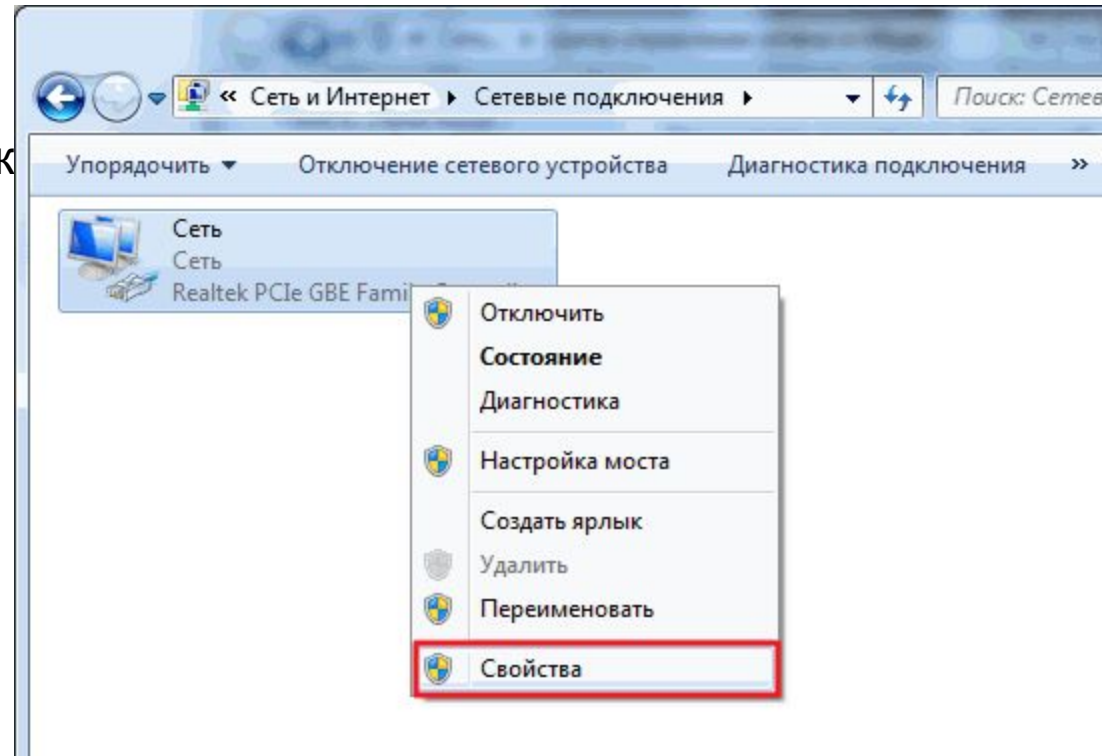 « Сеть и Интернет ▸ Сетевые подключения ▸ Поиск: Сетев
к
Упорядочить ▾ Отключение сетевого устройства Диагностика подключения »
Сеть
Сеть
Realtek PCIe GBE
Отключить
Состояние
Диагностика
Настройка моста
Создать ярлык
Удалить
Переименовать
Свойства